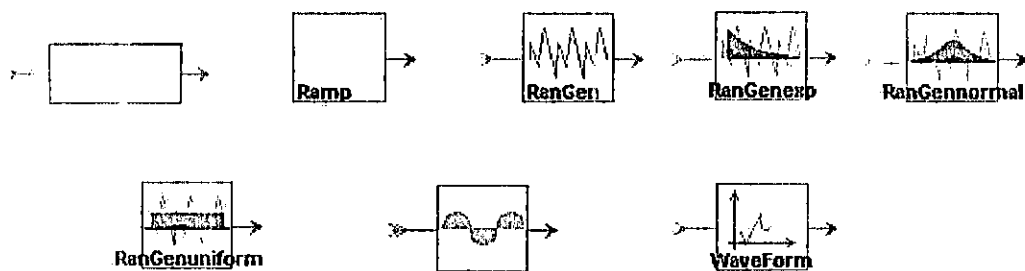 Ramp
RanGen
RanGenexp
RanGennormal
RanGenuniform
WaveForm